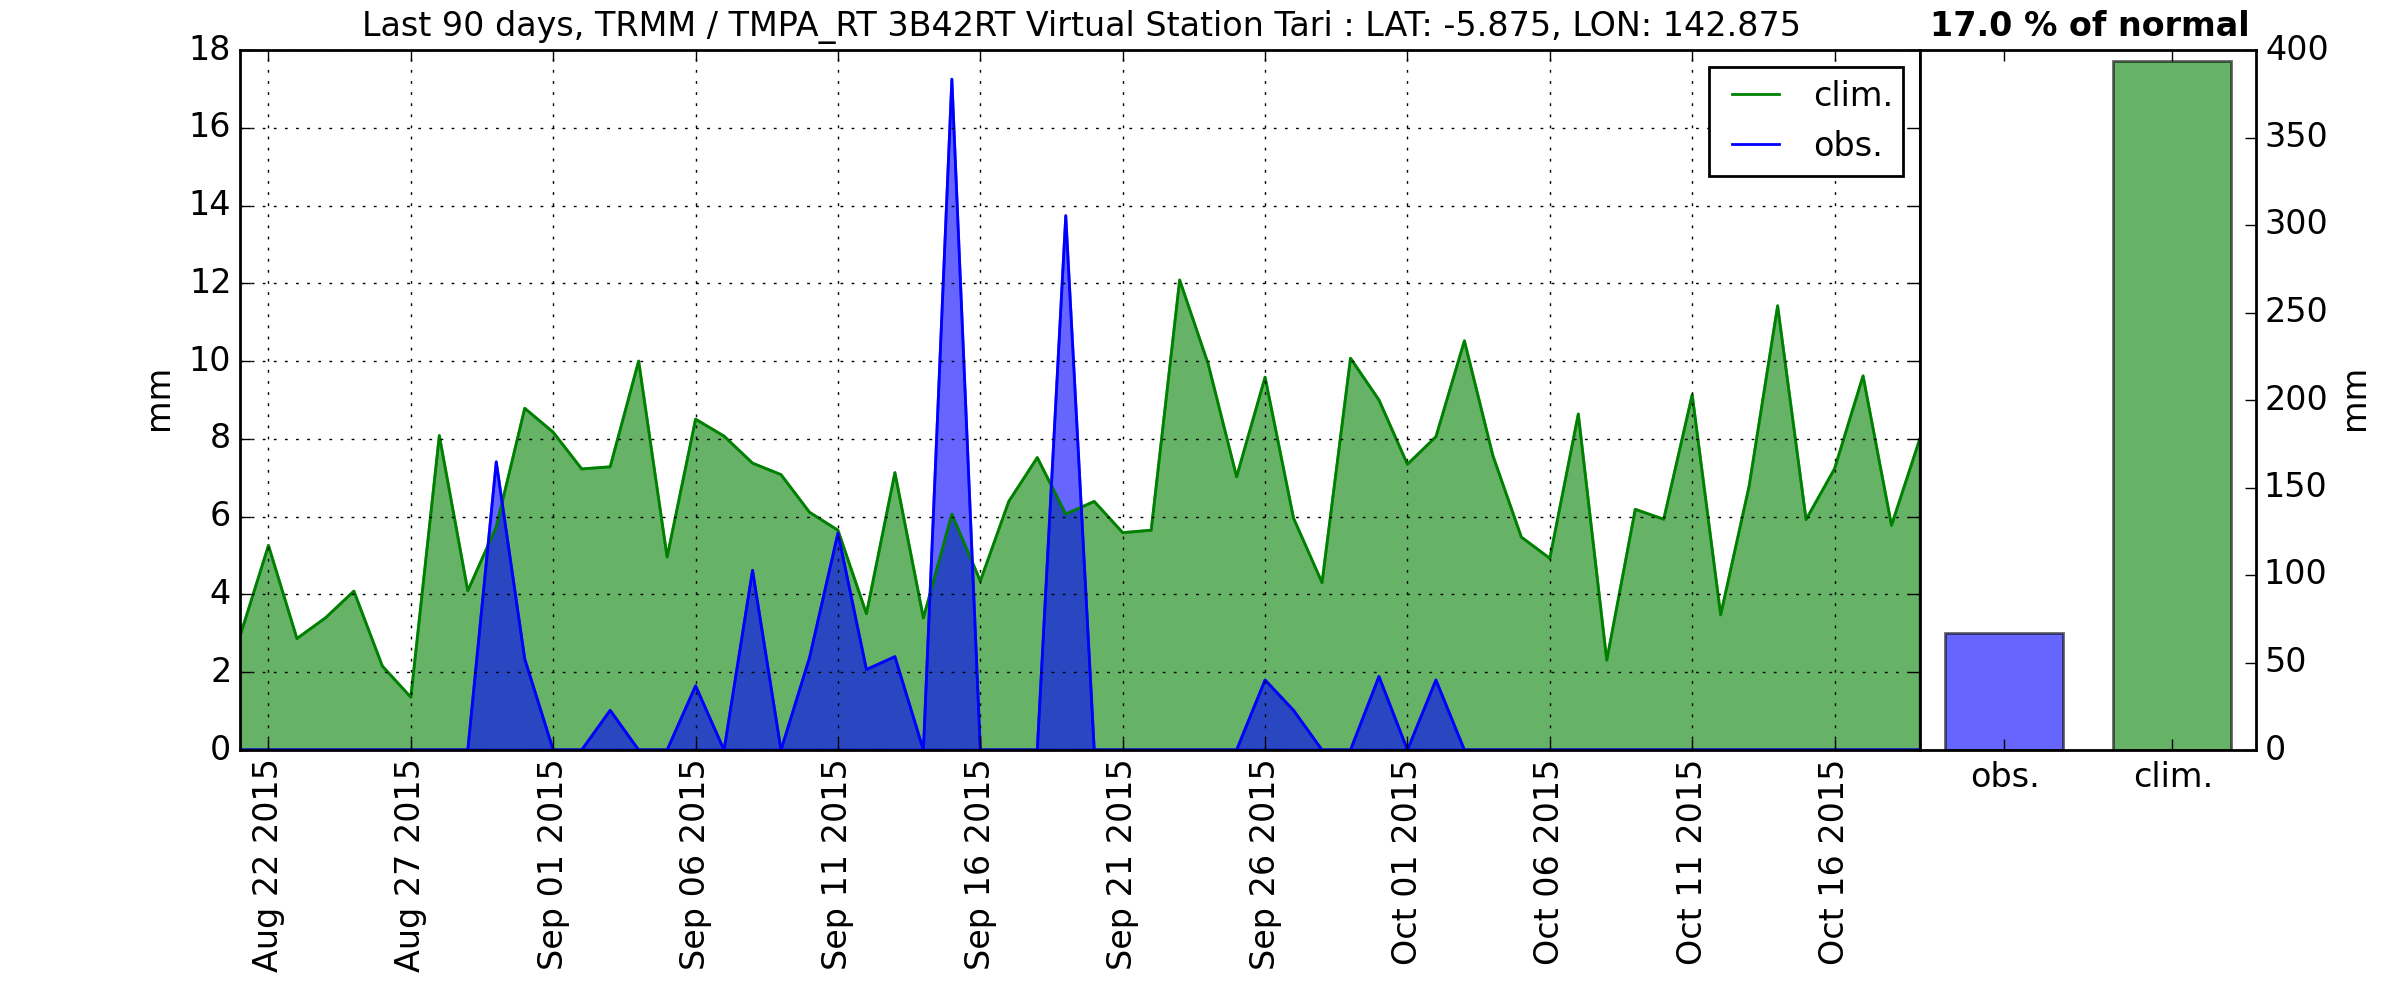 Last 90 days, TRMM / TMPA_RT 3B42RT Virtual Station Tari : LAT: -5.875, LON: 142.875
17.0 % of normal
18
16
14
12
10
8
6
4
2
0
mm
clim.
obs.
Aug 22 2015
Aug 27 2015
Sep 01 2015
Sep 06 2015
Sep 11 2015
Sep 16 2015
Sep 21 2015
Sep 26 2015
Oct 01 2015
Oct 06 2015
Oct 11 2015
Oct 16 2015
400
350
300
250
200
150
100
50
0
mm
obs.
clim.